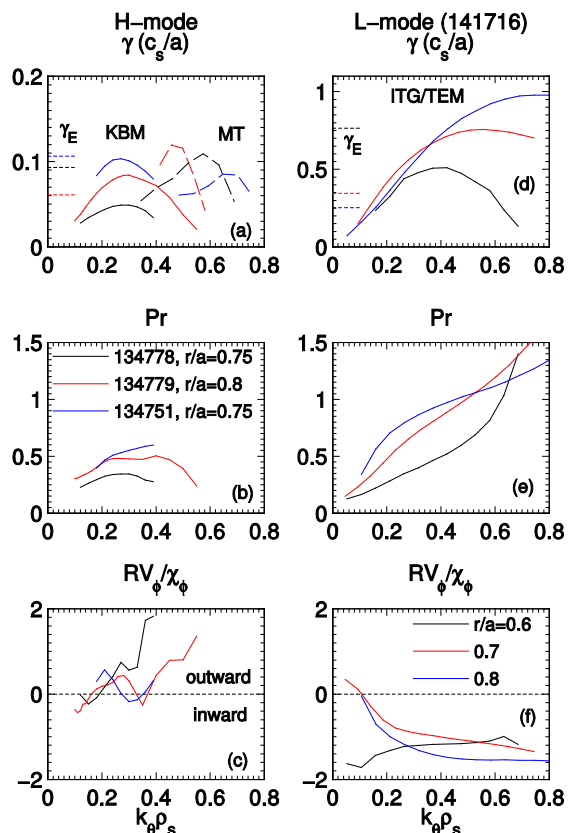 H−mode
γ (c_s/a)
0.2
0.1
0
γ_E
KBM
MT
(a)
0 0.2 0.4 0.6 0.8
L−mode (141716)
γ (c_s/a)
1
0.5
0
ITG/TEM
γ_E
(d)
0 0.2 0.4 0.6 0.8
Pr
1.5
1
0.5
0
134778, r/a=0.75
134779, r/a=0.8
134751, r/a=0.75
(b)
0 0.2 0.4 0.6 0.8
Pr
1.5
1
0.5
0
(e)
0 0.2 0.4 0.6 0.8
RV_ϕ/χ_ϕ
2
0
−2
outward
inward
(c)
0 0.2 0.4 0.6 0.8
k_θρ_s
RV_ϕ/χ_ϕ
2
0
−2
r/a=0.6
0.7
0.8
(f)
0 0.2 0.4 0.6 0.8
k_θρ_s